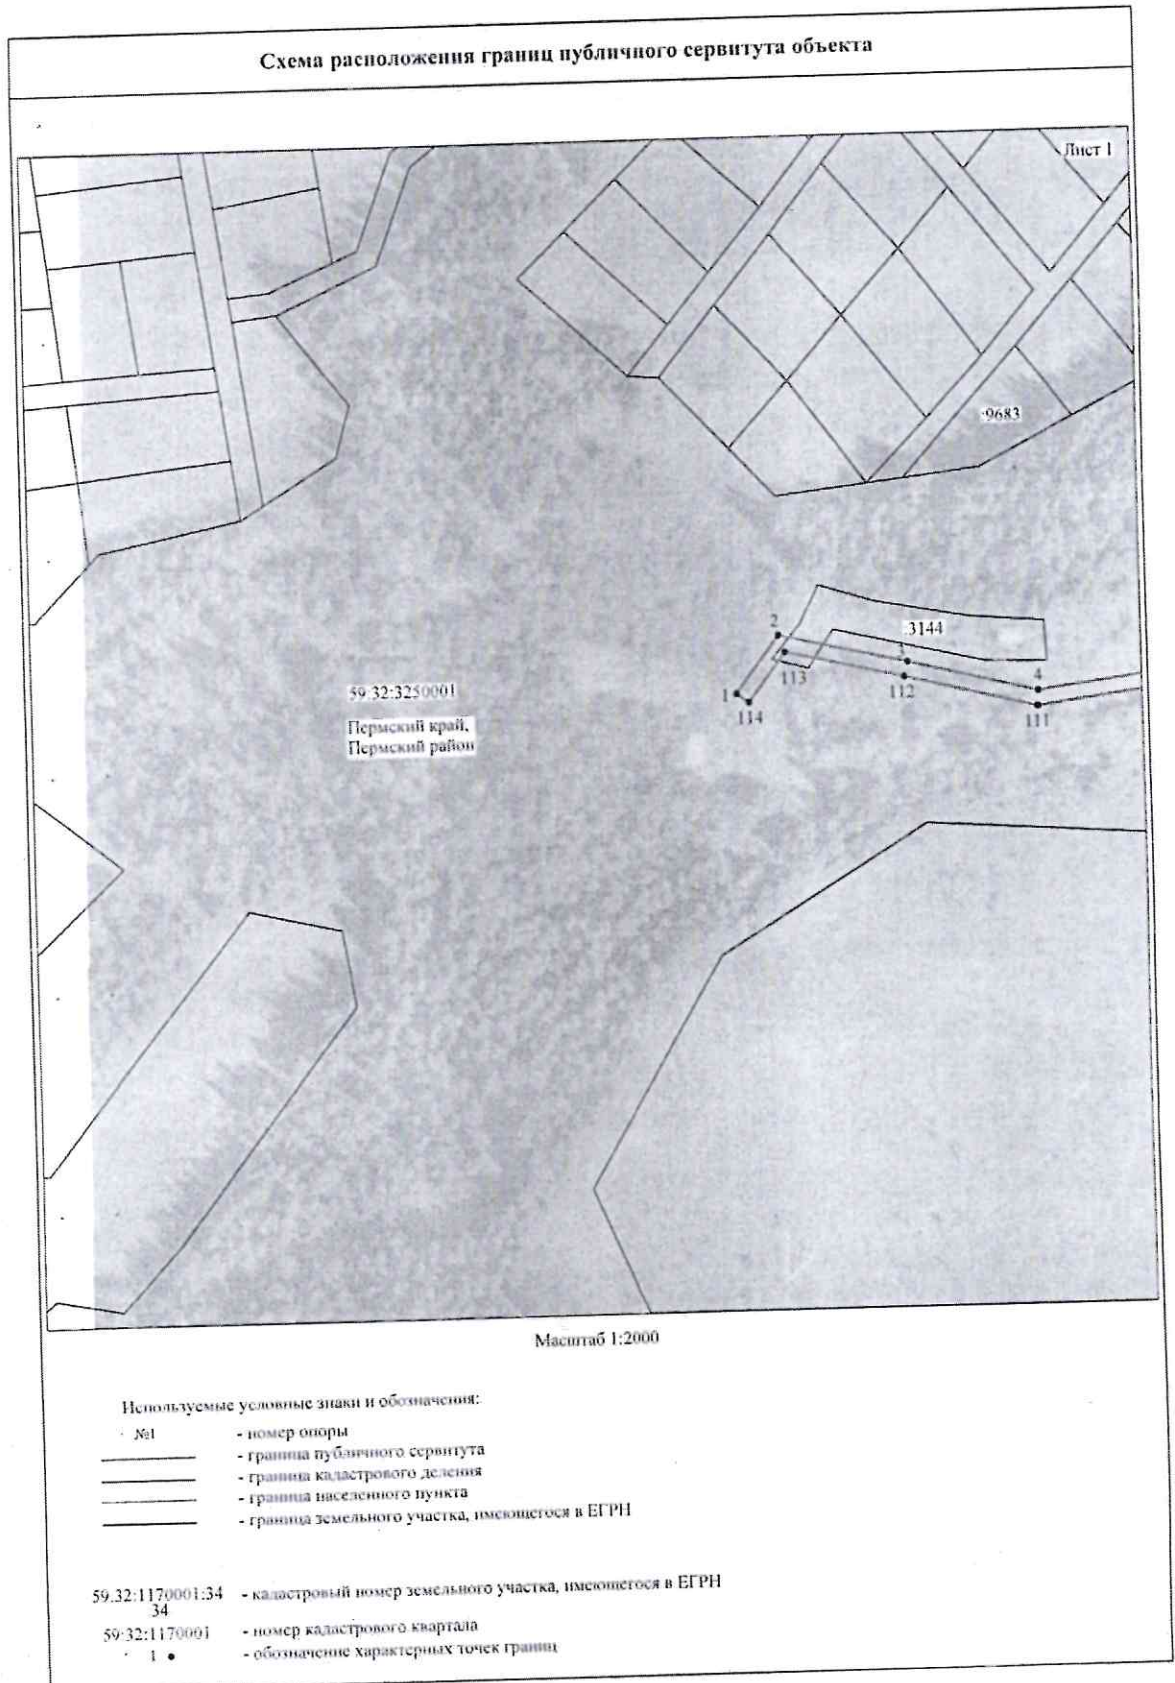 Схема расположения границ публичного сервитута объекта
Лист 1
:9683
:3144
2
3
4
1
113
112
111
114
59:32:3250001
Пермский край,
Пермский район
Масштаб 1:2000
Используемые условные знаки и обозначения:
№1 - номер опоры
- граница публичного сервитута
- граница кадастрового деления
- граница населенного пункта
- граница земельного участка, имеющегося в ЕГРН
59:32:1170001:34 - кадастровый номер земельного участка, имеющегося в ЕГРН
34
59:32:1170001 - номер кадастрового квартала
1 ● - обозначение характерных точек границ